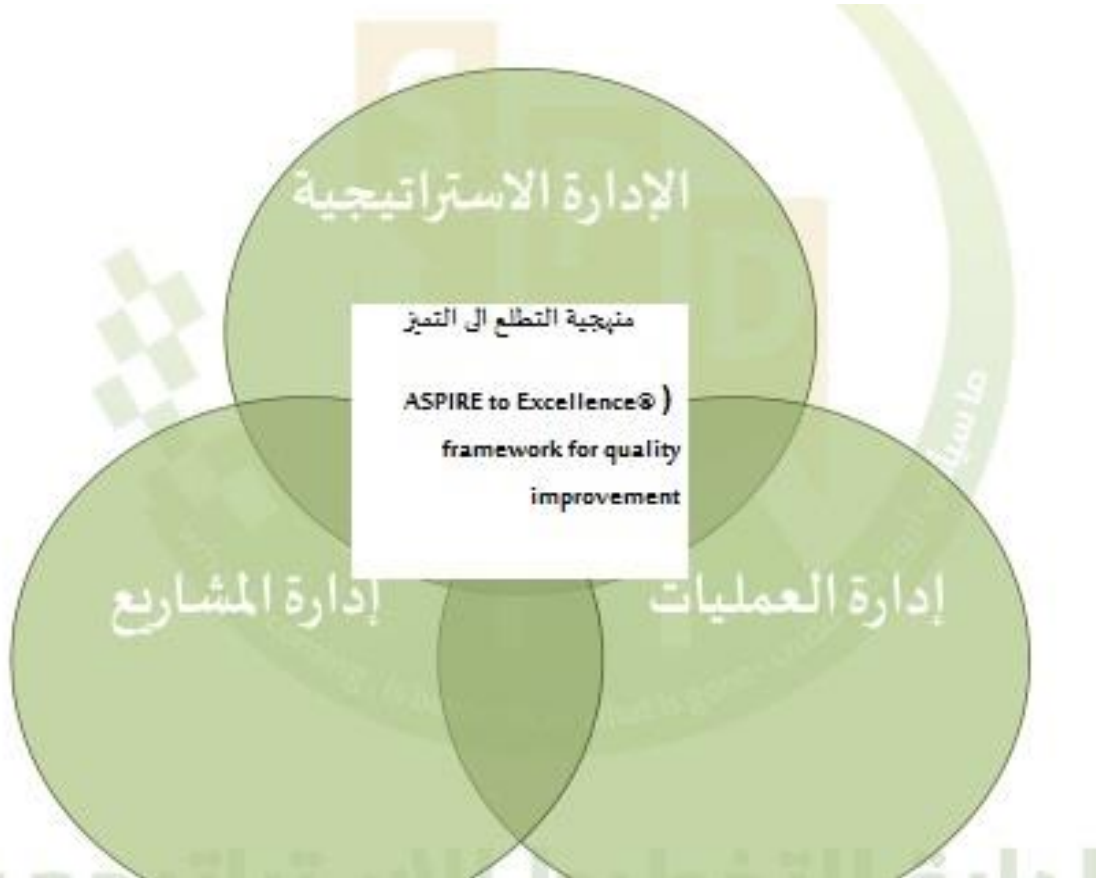 الإدارة الاستراتيجية
منهجية التطلع الى التميز
ASPIRE to Excellence® )
framework for quality
improvement
إدارة المشاريع
إدارة العمليات